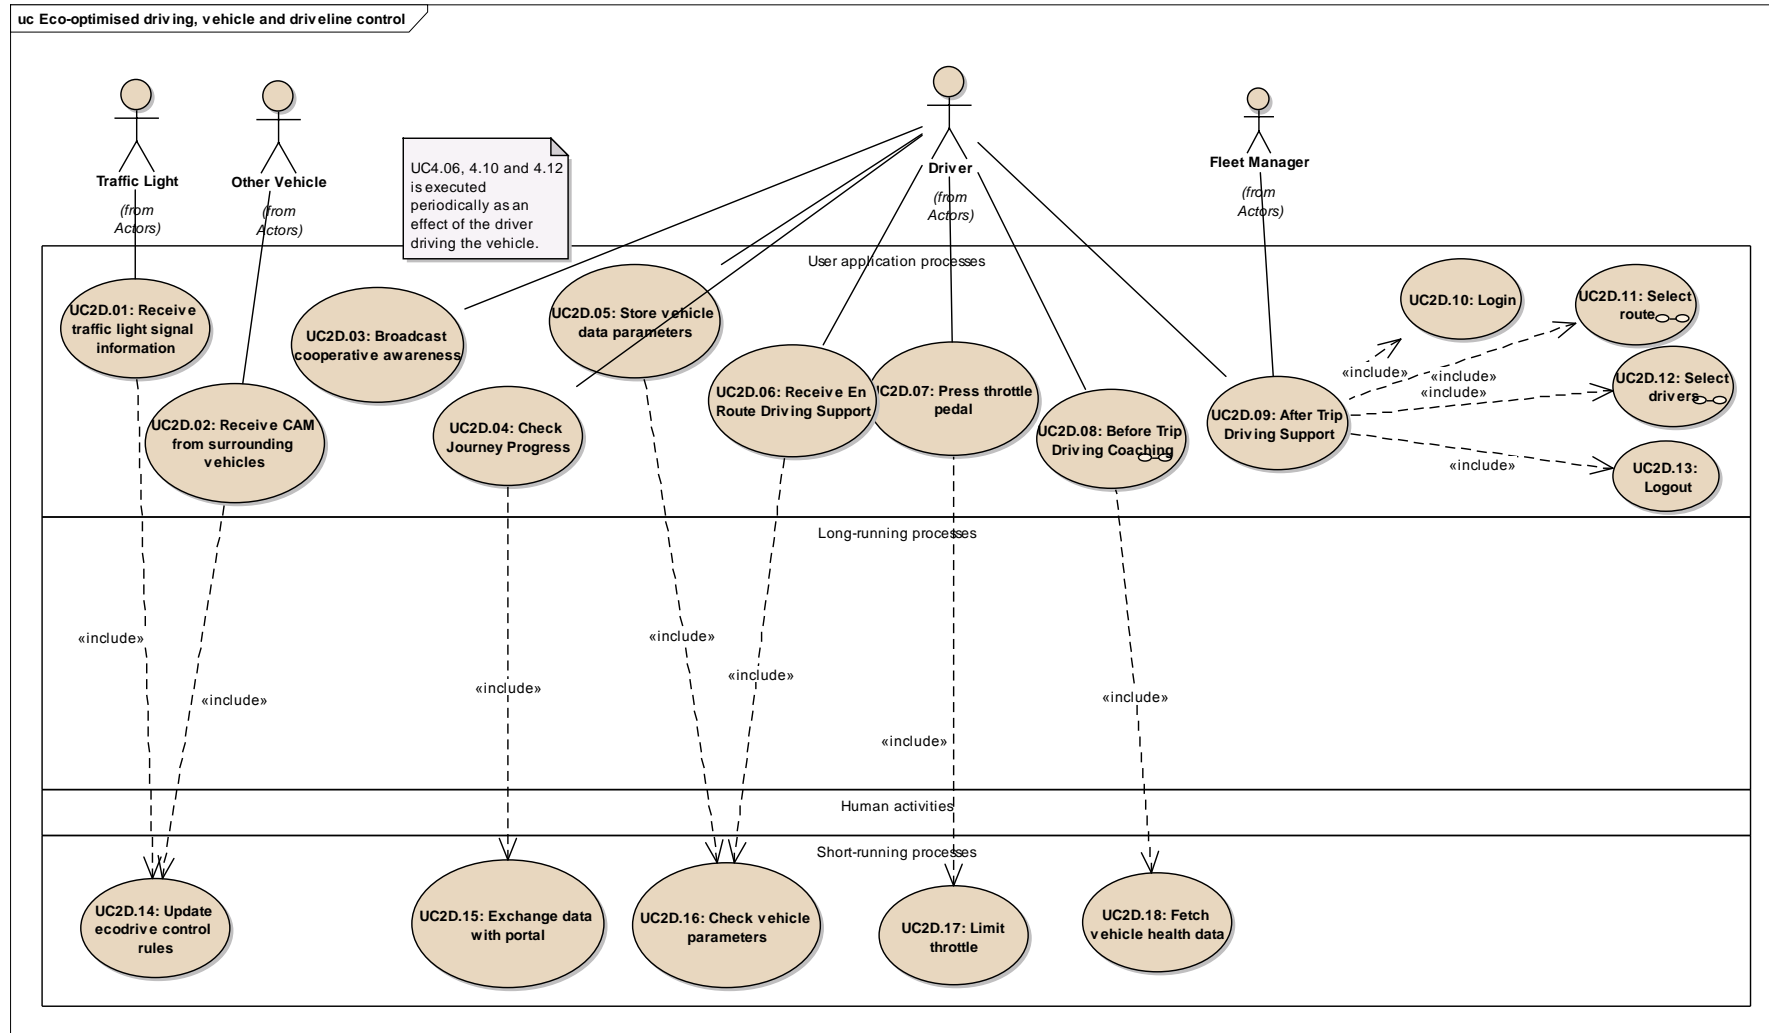 uc Eco-optimised driving, vehicle and driveline control
Traffic Light
(from
Actors)
Other Vehicle
(from
Actors)
UC4.06, 4.10 and 4.12
is executed
periodically as an
effect of the driver
driving the vehicle.
Driver
(from
Actors)
Fleet Manager
(from
Actors)
User application processes
UC2D.01: Receive
traffic light signal
information
UC2D.02: Receive CAM
from surrounding
vehicles
UC2D.03: Broadcast
cooperative awareness
UC2D.04: Check
Journey Progress
UC2D.05: Store vehicle
data parameters
UC2D.06: Receive En
Route Driving Support
UC2D.07: Press throttle
pedal
UC2D.08: Before Trip
Driving Coaching
UC2D.09: After Trip
Driving Support
UC2D.10: Login
UC2D.11: Select
route
UC2D.12: Select
drivers
UC2D.13:
Logout
«include»
«include»
«include»
«include»
Long-running processes
«include»
«include»
«include»
«include»
«include»
«include»
«include»
Human activities
Short-running processes
UC2D.14: Update
ecodrive control
rules
UC2D.15: Exchange data
with portal
UC2D.16: Check vehicle
parameters
UC2D.17: Limit
throttle
UC2D.18: Fetch
vehicle health data